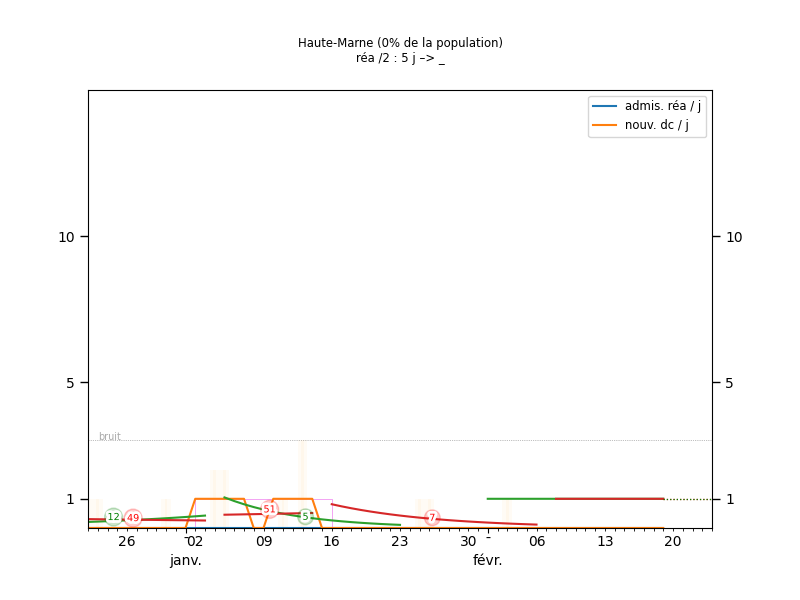 Haute-Marne (0% de la population)
réa /2 : 5 j –> _
admis. réa / j
nouv. dc / j
10 10
5 5
bruit
1 1
12 49 51 5 7
26 02 09 16 23 30 06 13 20
janv. févr.